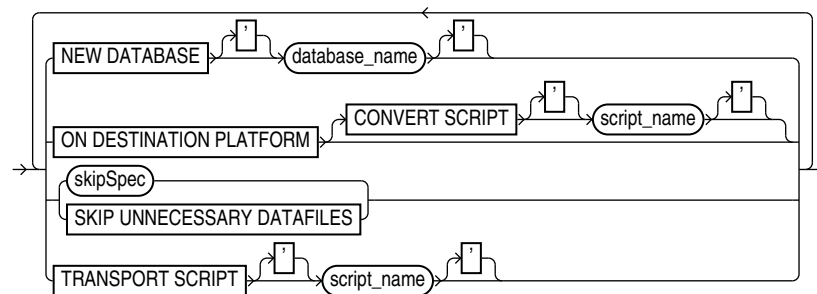 NEW DATABASE ' database_name '
ON DESTINATION PLATFORM CONVERT SCRIPT ' script_name '
skipSpec
SKIP UNNECESSARY DATAFILES
TRANSPORT SCRIPT ' script_name '